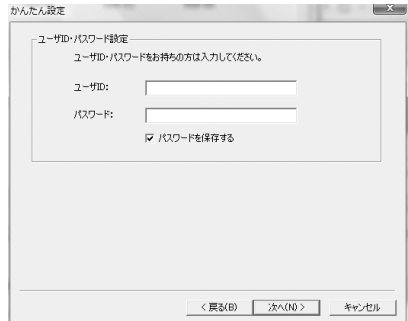 かんたん設定
ユーザID・パスワード設定
ユーザID・パスワードをお持ちの方は入力してください。
ユーザID:
パスワード:
パスワードを保存する
< 戻る(B)
次へ(N) >
キャンセル